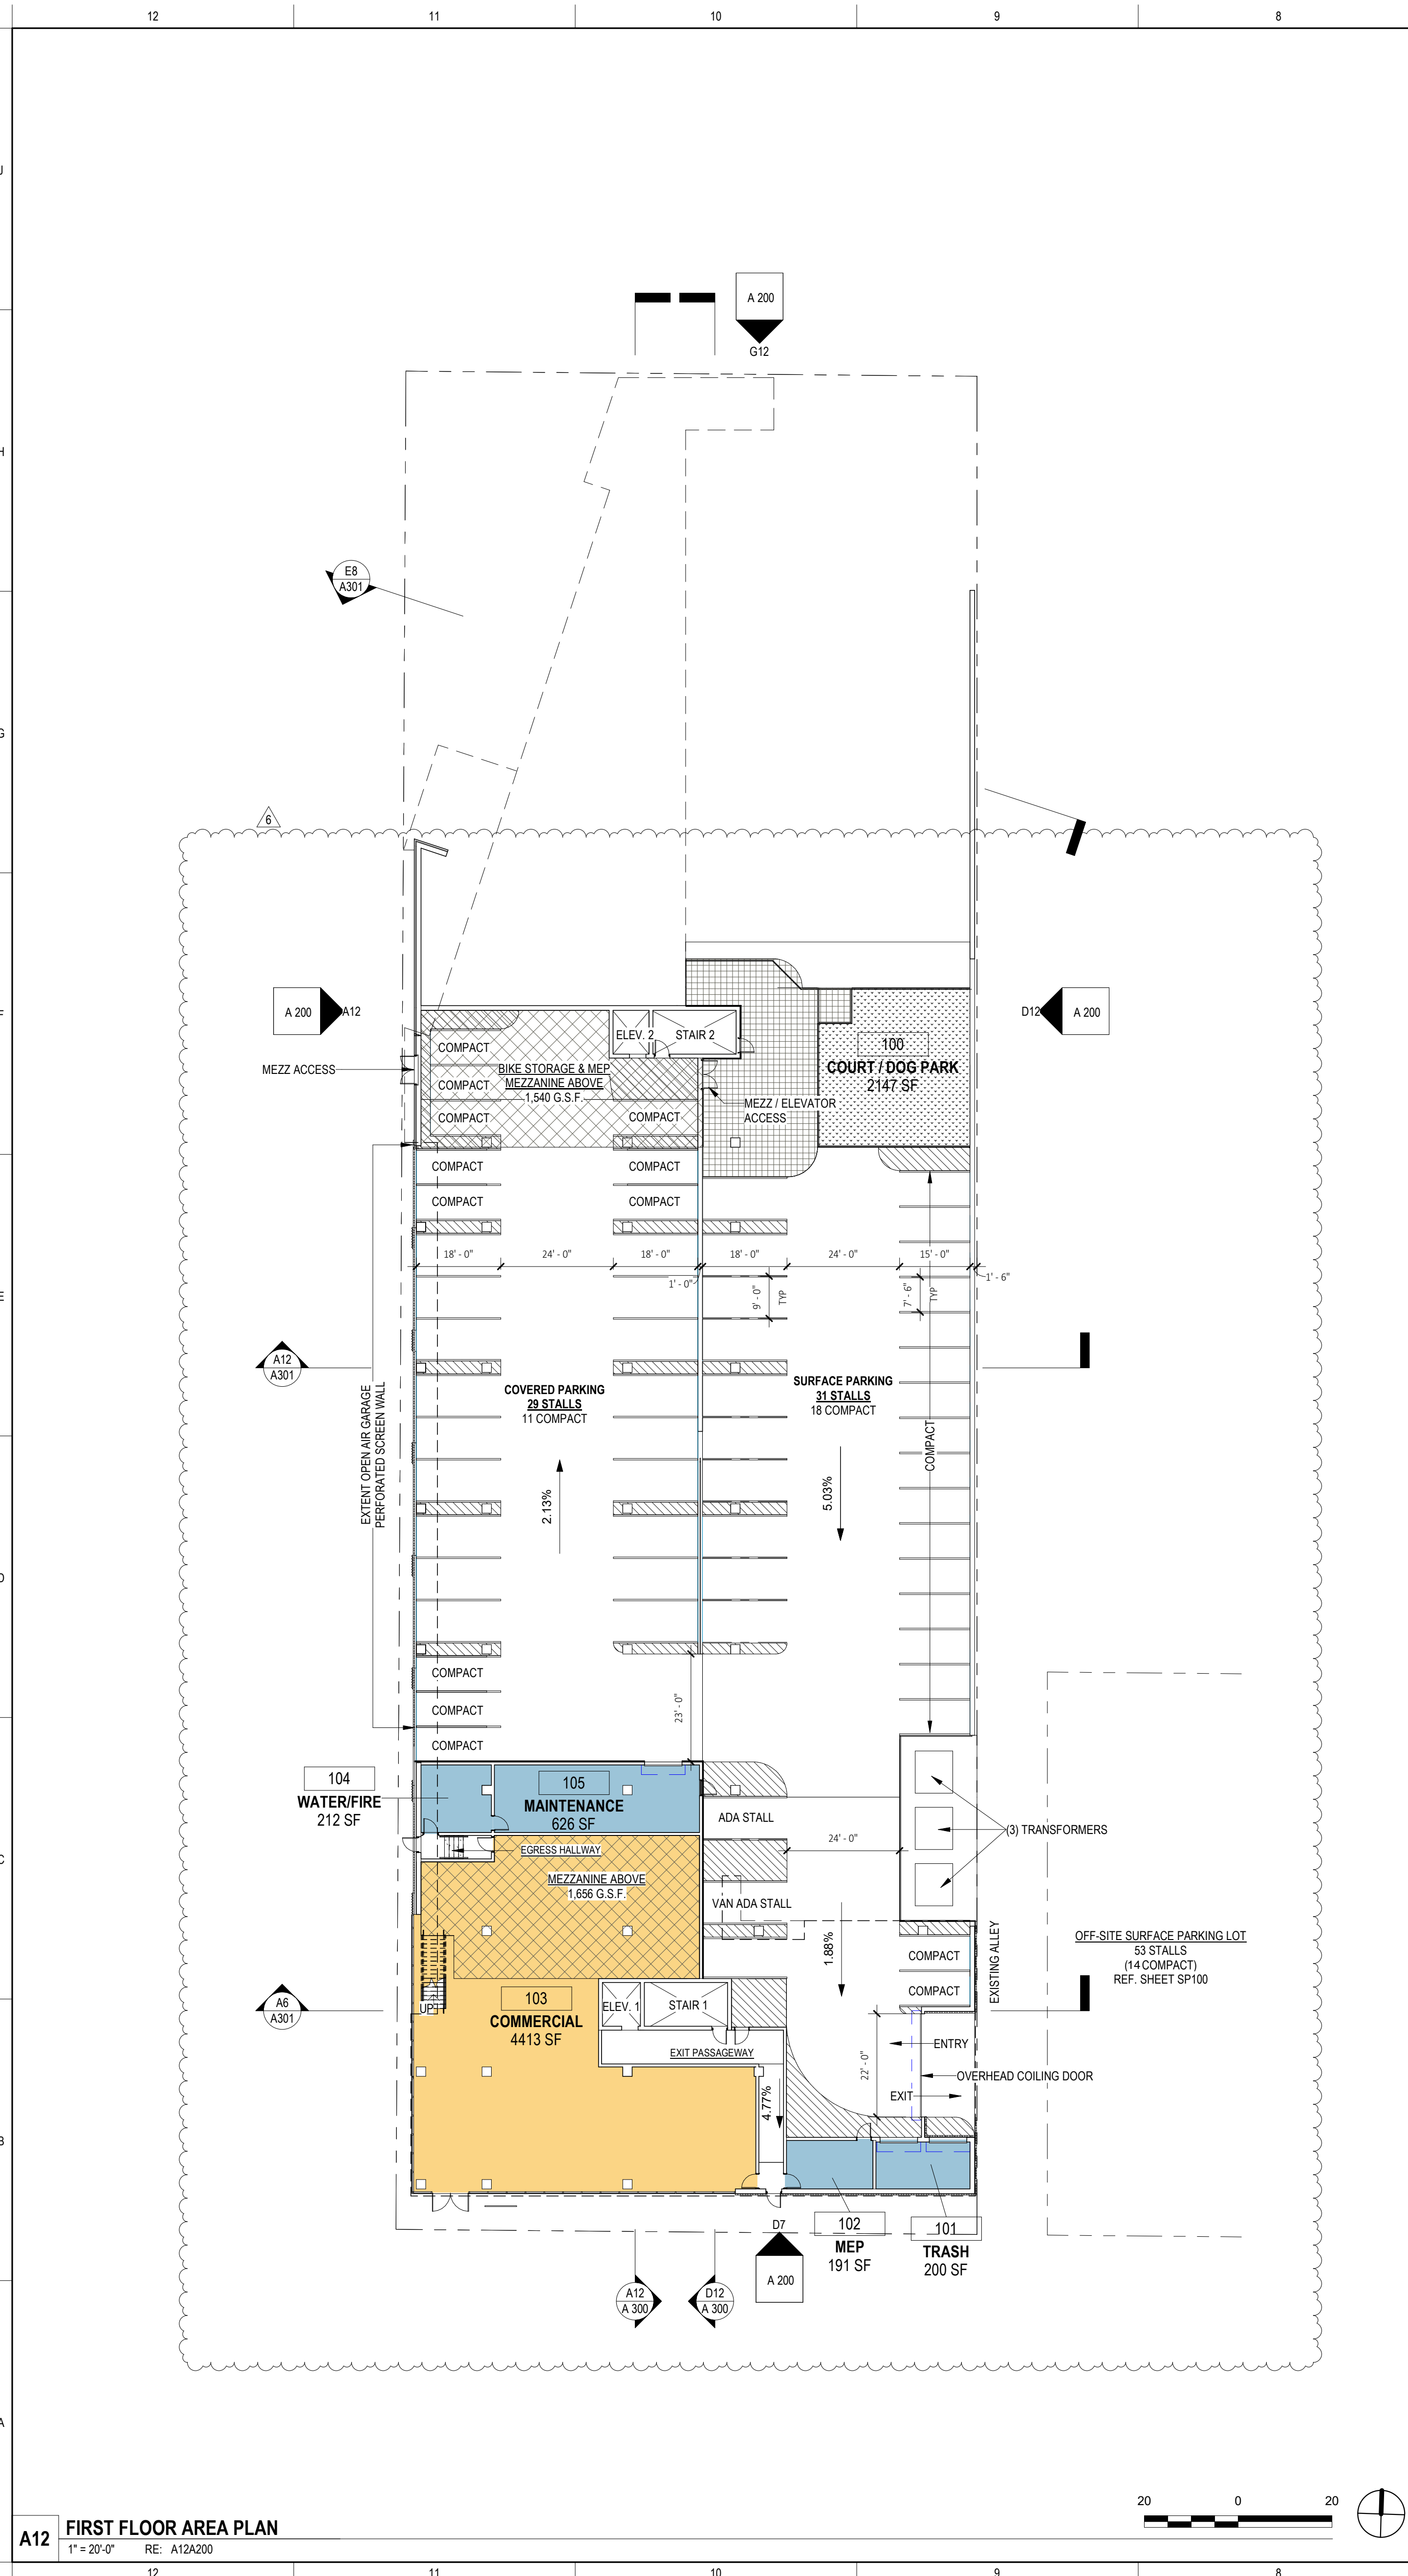 12
11
10
9
8
J
H
G
F
E
D
C
B
A
A 200
G12
E8
A301
6
A 200
A12
D12
A 200
MEZZ ACCESS
ELEV. 2
STAIR 2
COMPACT
COMPACT
COMPACT
COMPACT
BIKE STORAGE & MEP
MEZZANINE ABOVE
1,540 G.S.F.
100
COURT / DOG PARK
2147 SF
MEZZ / ELEVATOR
ACCESS
COMPACT
COMPACT
COMPACT
COMPACT
18' - 0"
24' - 0"
18' - 0"
18' - 0"
24' - 0"
15' - 0"
1' - 0"
1' - 6"
9' - 0"
TYP
7' - 6"
TYP
A12
A301
EXTENT OPEN AIR GARAGE
PERFORATED SCREEN WALL
COVERED PARKING
29 STALLS
11 COMPACT
SURFACE PARKING
31 STALLS
18 COMPACT
COMPACT
2.13%
5.03%
COMPACT
COMPACT
COMPACT
23' - 0"
104
WATER/FIRE
212 SF
105
MAINTENANCE
626 SF
ADA STALL
24' - 0"
(3) TRANSFORMERS
EGRESS HALLWAY
MEZZANINE ABOVE
1,656 G.S.F.
VAN ADA STALL
1.88%
COMPACT
COMPACT
EXISTING ALLEY
OFF-SITE SURFACE PARKING LOT
53 STALLS
(14 COMPACT)
REF. SHEET SP100
A6
A301
UP
103
COMMERCIAL
4413 SF
ELEV. 1
STAIR 1
EXIT PASSAGEWAY
4.77%
22' - 0"
ENTRY
OVERHEAD COILING DOOR
EXIT
D7
A 200
102
MEP
191 SF
101
TRASH
200 SF
A12
A 300
D12
A 300
20
0
20
A12
FIRST FLOOR AREA PLAN
1" = 20'-0"
RE: A12A200
12
11
10
9
8